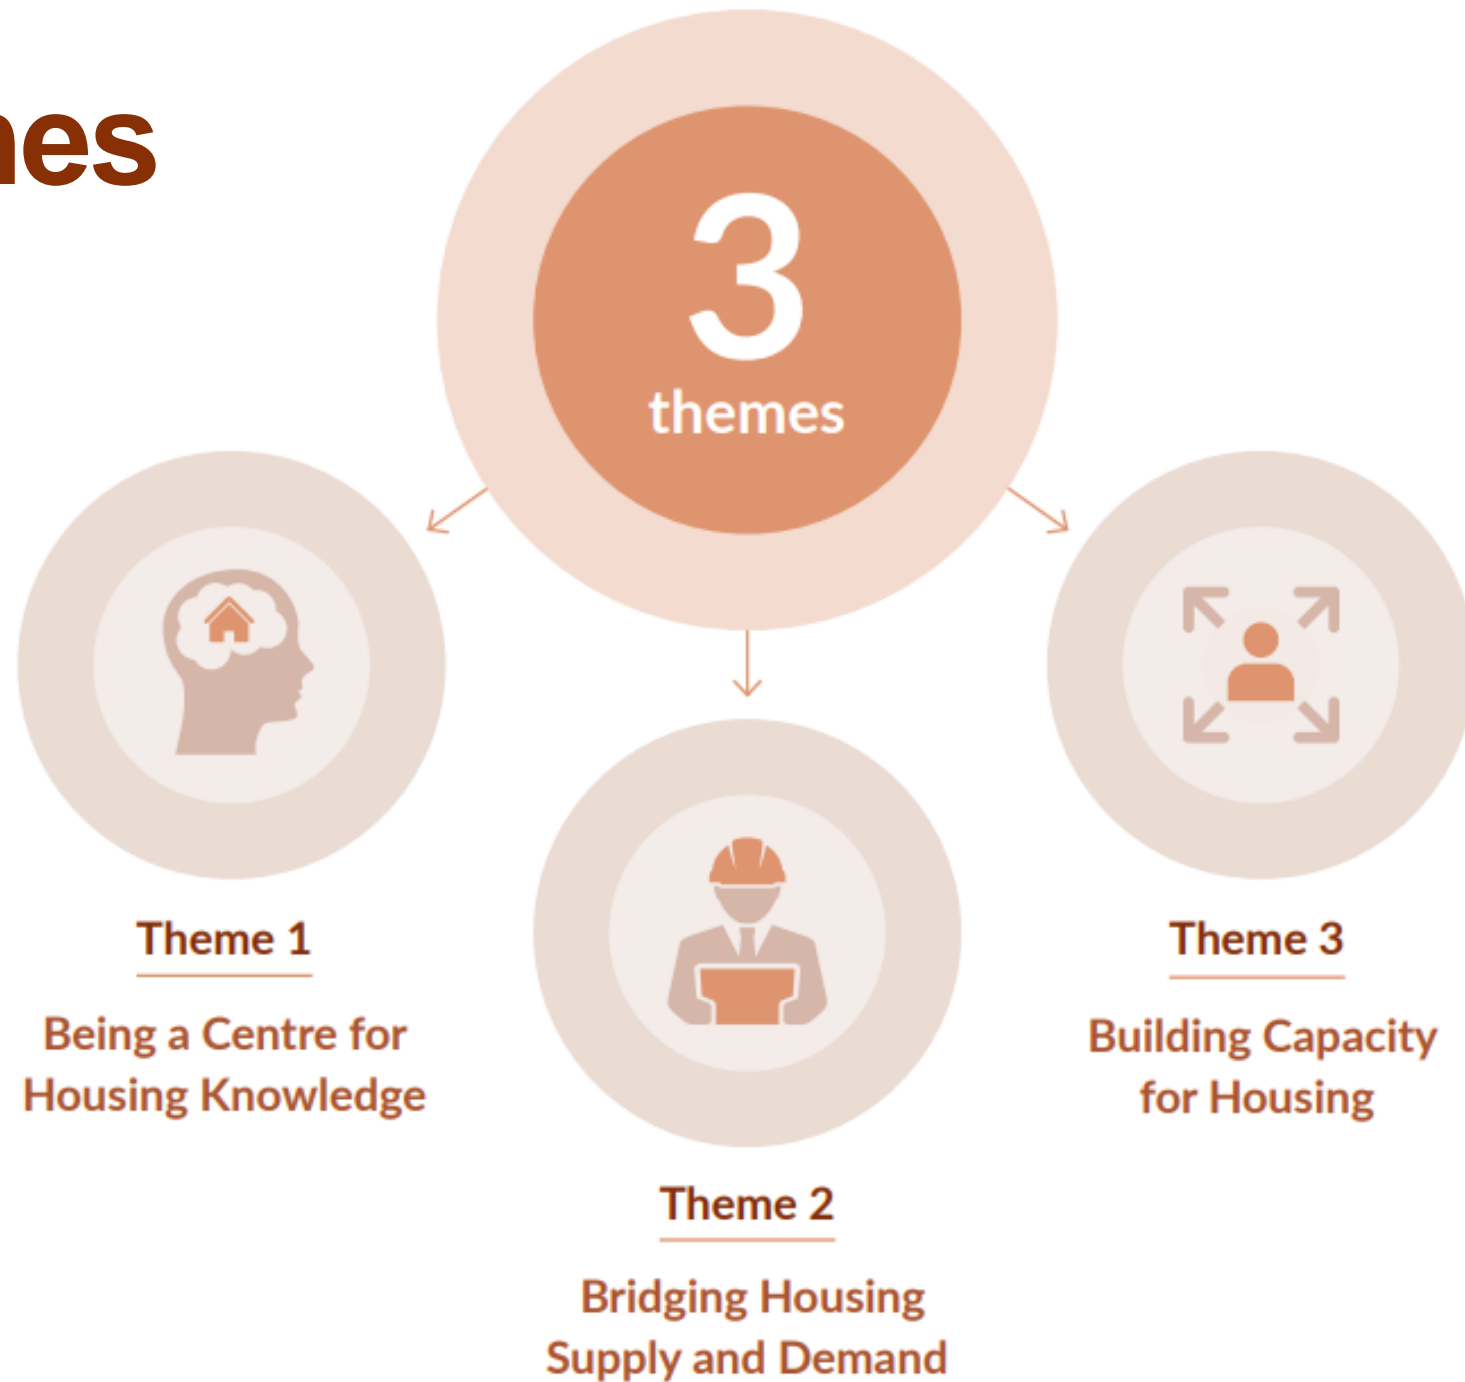 3
themes
Theme 1
Being a Centre for
Housing Knowledge
Theme 2
Bridging Housing
Supply and Demand
Theme 3
Building Capacity
for Housing